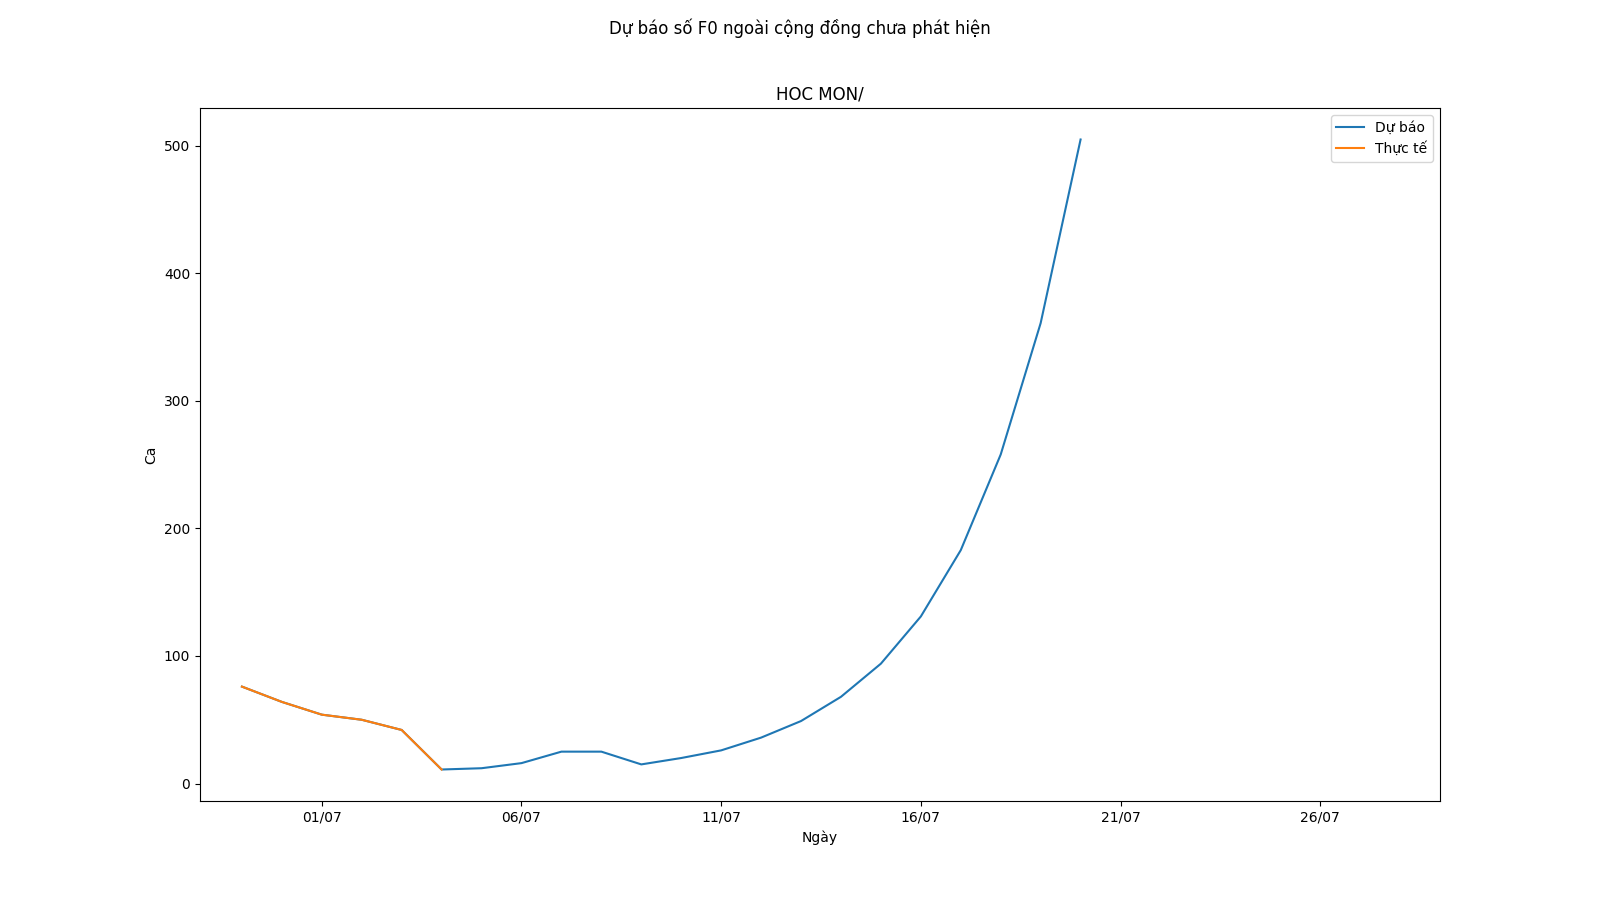 Dự báo số F0 ngoài cộng đồng chưa phát hiện
HOC MON/
Dự báo
Thực tế
500
400
300
200
100
0
Ca
01/07 06/07 11/07 16/07 21/07 26/07
Ngày